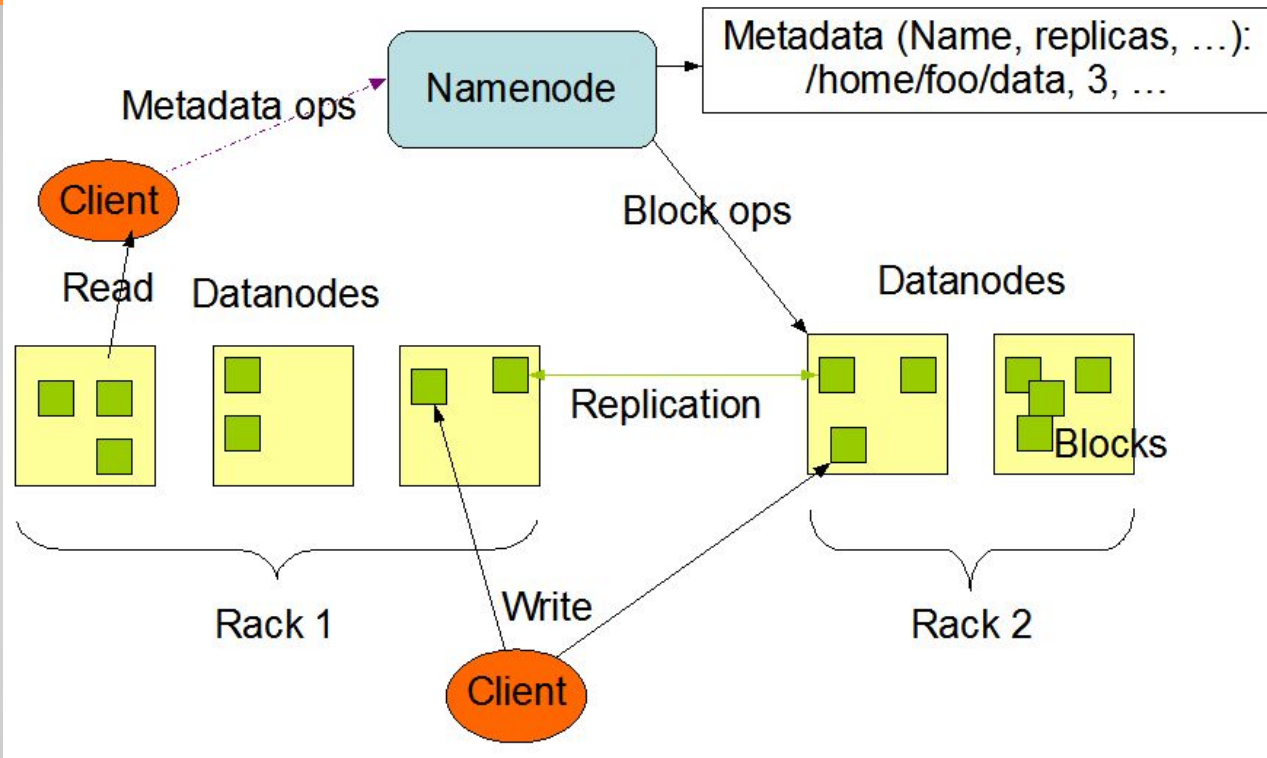 Metadata (Name, replicas, …):
/home/foo/data, 3, …
Namenode
Metadata ops
Client
Block ops
Read
Datanodes
Datanodes
Replication
Blocks
Rack 1
Write
Rack 2
Client